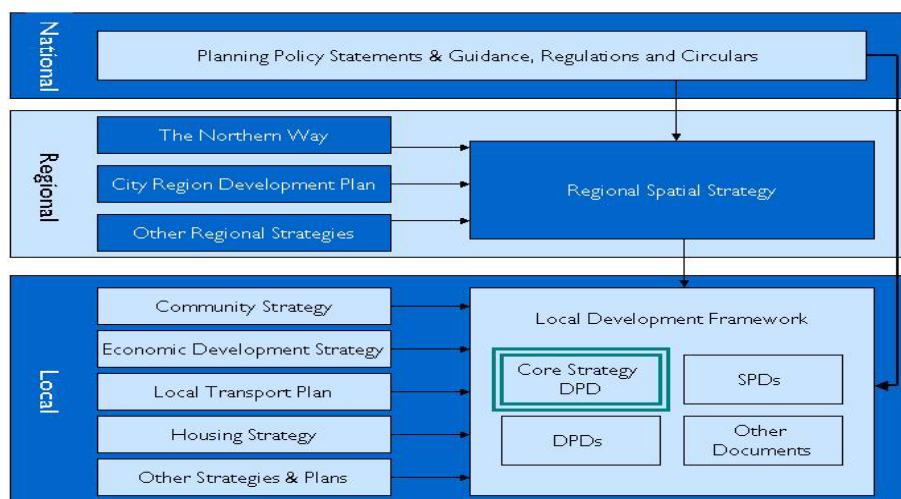 National
Planning Policy Statements & Guidance, Regulations and Circulars
Regional
The Northern Way
City Region Development Plan
Other Regional Strategies
Regional Spatial Strategy
Local
Community Strategy
Economic Development Strategy
Local Transport Plan
Housing Strategy
Other Strategies & Plans
Local Development Framework
Core Strategy
DPD
SPDs
DPDs
Other
Documents